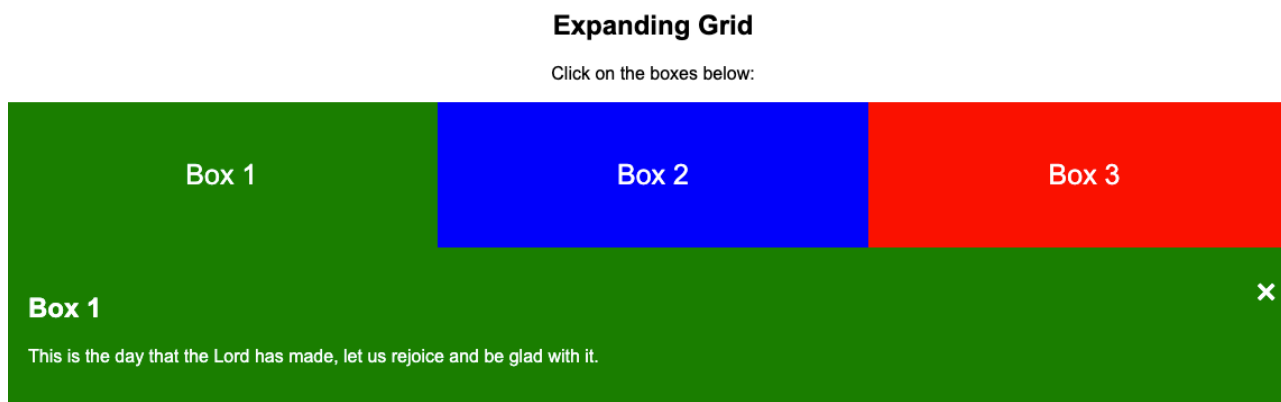 Expanding Grid
Click on the boxes below:
Box 1 Box 2 Box 3
×
Box 1
This is the day that the Lord has made, let us rejoice and be glad with it.